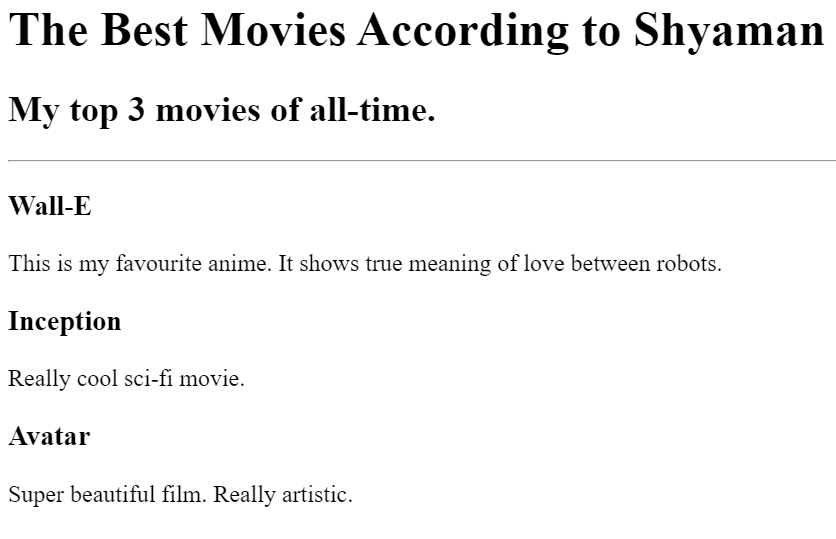 The Best Movies According to Shyaman
My top 3 movies of all-time.
Wall-E
This is my favourite anime. It shows true meaning of love between robots.
Inception
Really cool sci-fi movie.
Avatar
Super beautiful film. Really artistic.